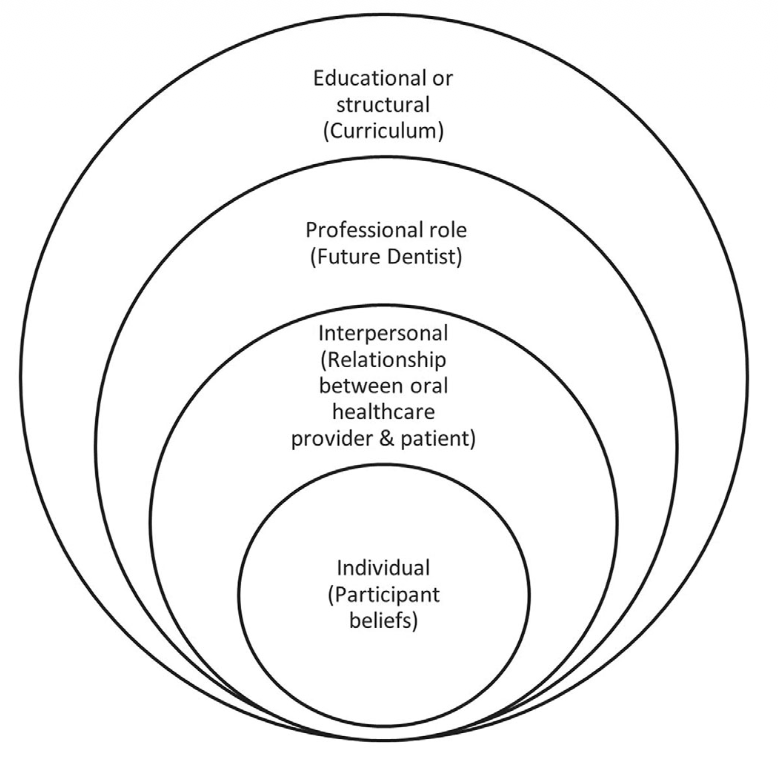 Educational or
structural
(Curriculum)
Professional role
(Future Dentist)
Interpersonal
(Relationship
between oral
healthcare
provider & patient)
Individual
(Participant
beliefs)